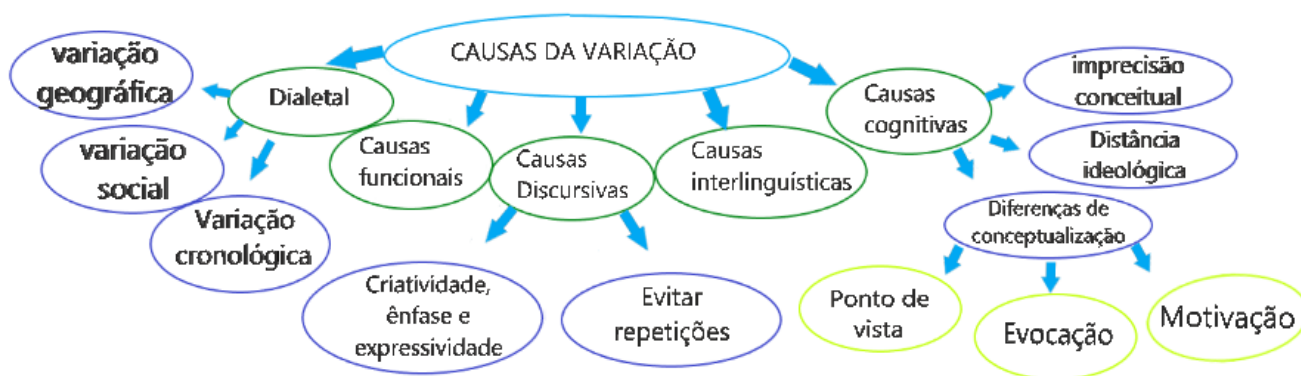 CAUSAS DA VARIAÇÃO
variação
geográfica
Dialetal
variação
social
Variação
cronológica
Causas
funcionais
Causas
Discursivas
Criatividade,
ênfase e
expressividade
Evitar
repetições
Causas
interlinguísticas
Causas
cognitivas
imprecisão
conceitual
Distância
ideológica
Diferenças de
conceptualização
Ponto de
vista
Evocação
Motivação